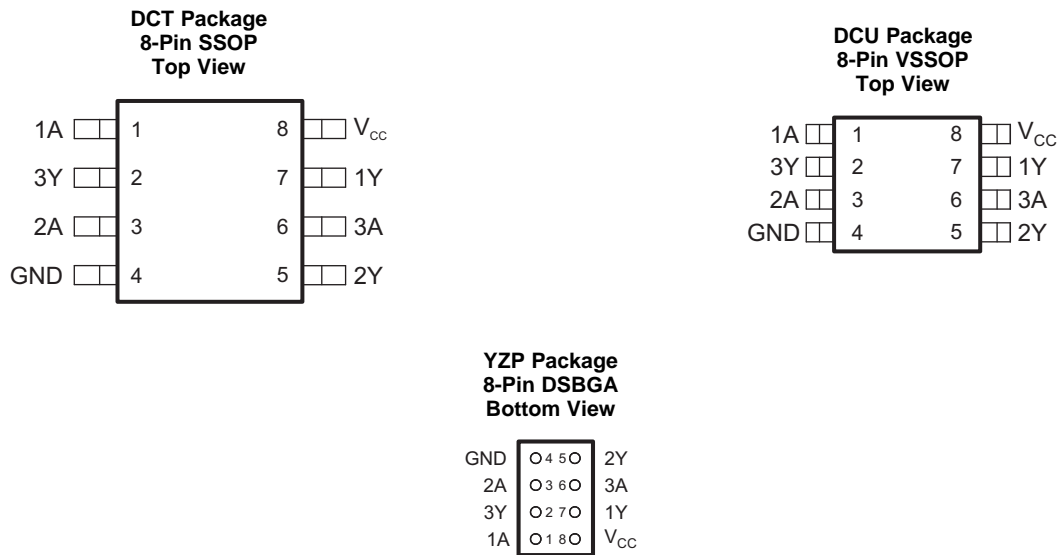 DCT Package
8-Pin SSOP
Top View
1A 1 8 VCC
3Y 2 7 1Y
2A 3 6 3A
GND 4 5 2Y
DCU Package
8-Pin VSSOP
Top View
1A 1 8 VCC
3Y 2 7 1Y
2A 3 6 3A
GND 4 5 2Y
YZP Package
8-Pin DSBGA
Bottom View
GND 4 5 2Y
2A 3 6 3A
3Y 2 7 1Y
1A 1 8 VCC